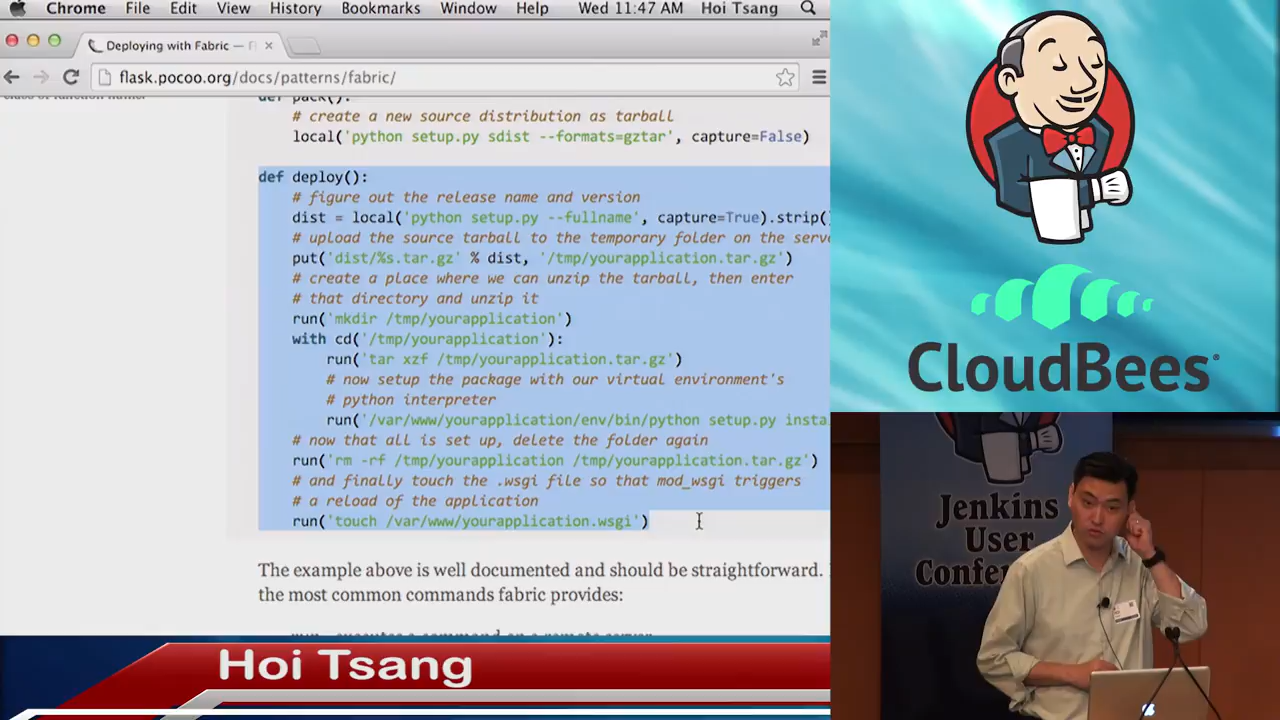 Chrome File Edit View History Bookmarks Window Help Wed 11:47 AM Hoi Tsang
Deploying with Fabric —
flask.pocoo.org/docs/patterns/fabric/
def pack():
# create a new source distribution as tarball
local('python setup.py sdist --formats=gztar', capture=False)
def deploy():
# figure out the release name and version
dist = local('python setup.py --fullname', capture=True).strip(
# upload the source tarball to the temporary folder on the serve
put('dist/%s.tar.gz' % dist, '/tmp/yourapplication.tar.gz')
# create a place where we can unzip the tarball, then enter
# that directory and unzip it
run('mkdir /tmp/yourapplication')
with cd('/tmp/yourapplication'):
run('tar xzf /tmp/yourapplication.tar.gz')
# now setup the package with our virtual environment's
# python interpreter
run('/var/www/yourapplication/env/bin/python setup.py insta
# now that all is set up, delete the folder again
run('rm -rf /tmp/yourapplication /tmp/yourapplication.tar.gz')
# and finally touch the .wsgi file so that mod_wsgi triggers
# a reload of the application
run('touch /var/www/yourapplication.wsgi')
The example above is well documented and should be straightforward.
the most common commands fabric provides:
CloudBees®
Jenkins
User
Confer
Hoi Tsang